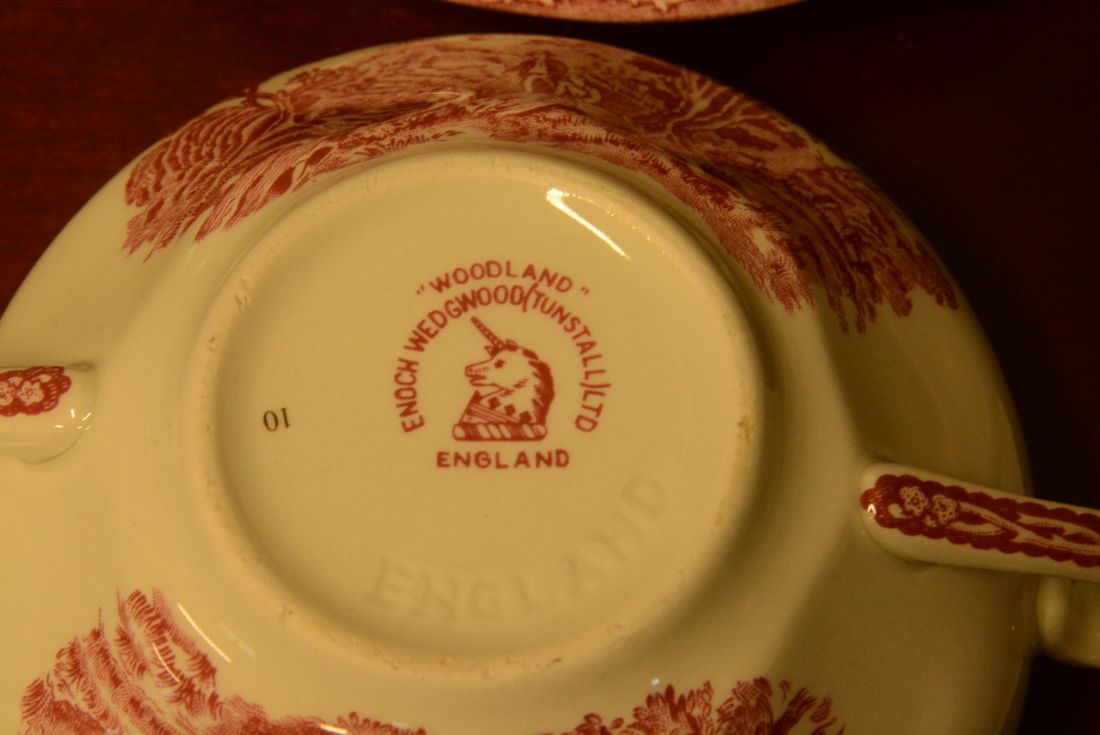 "WOODLAND"
ENOCH WEDGWOOD (TUNSTALL) LTD
ENGLAND
10
ENGLAND